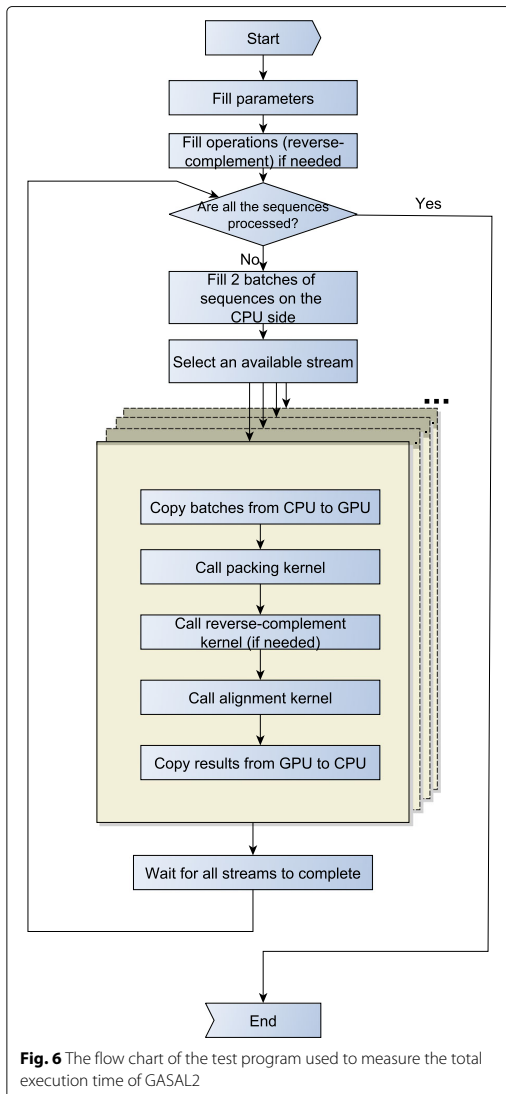 Start
Fill parameters
Fill operations (reverse-
complement) if needed
Are all the sequences
processed?
Yes
No
Fill 2 batches of
sequences on the
CPU side
Select an available stream
...
Copy batches from CPU to GPU
Call packing kernel
Call reverse-complement
kernel (if needed)
Call alignment kernel
Copy results from GPU to CPU
Wait for all streams to complete
End
Fig. 6 The flow chart of the test program used to measure the total
execution time of GASAL2